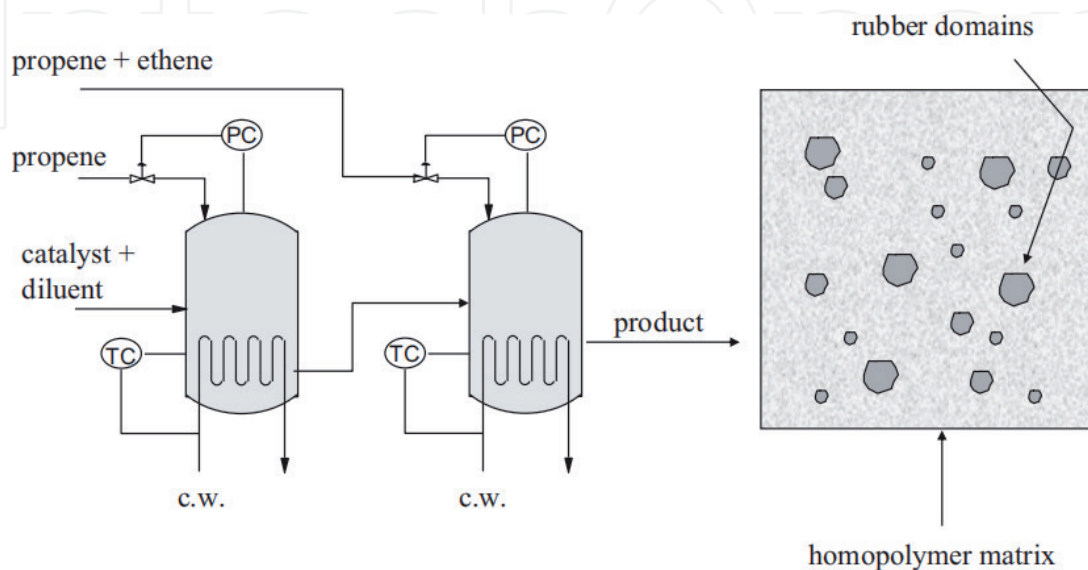 rubber domains
propene + ethene
PC
PC
propene
catalyst +
diluent
product
TC
TC
c.w.
c.w.
homopolymer matrix